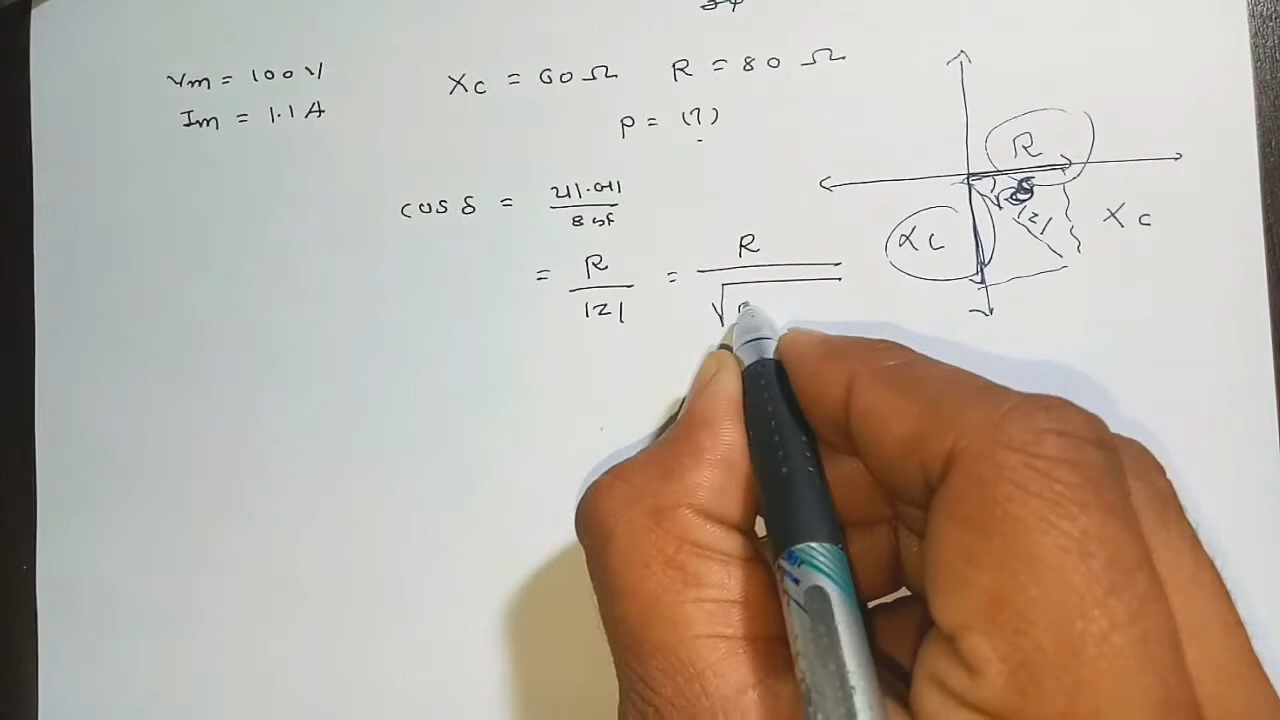 Vm = 100 V
Im = 1.1 A
Xc = 60 Ω R = 80 Ω
P = (?)
cos δ =
= R / |Z| = R / √
R
Xc
|Z|
Xc